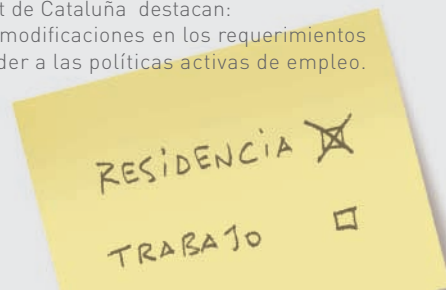 t de Cataluña destacan:
modificaciones en los requerimientos
der a las políticas activas de empleo.
RESIDENCIA
TRABAJO